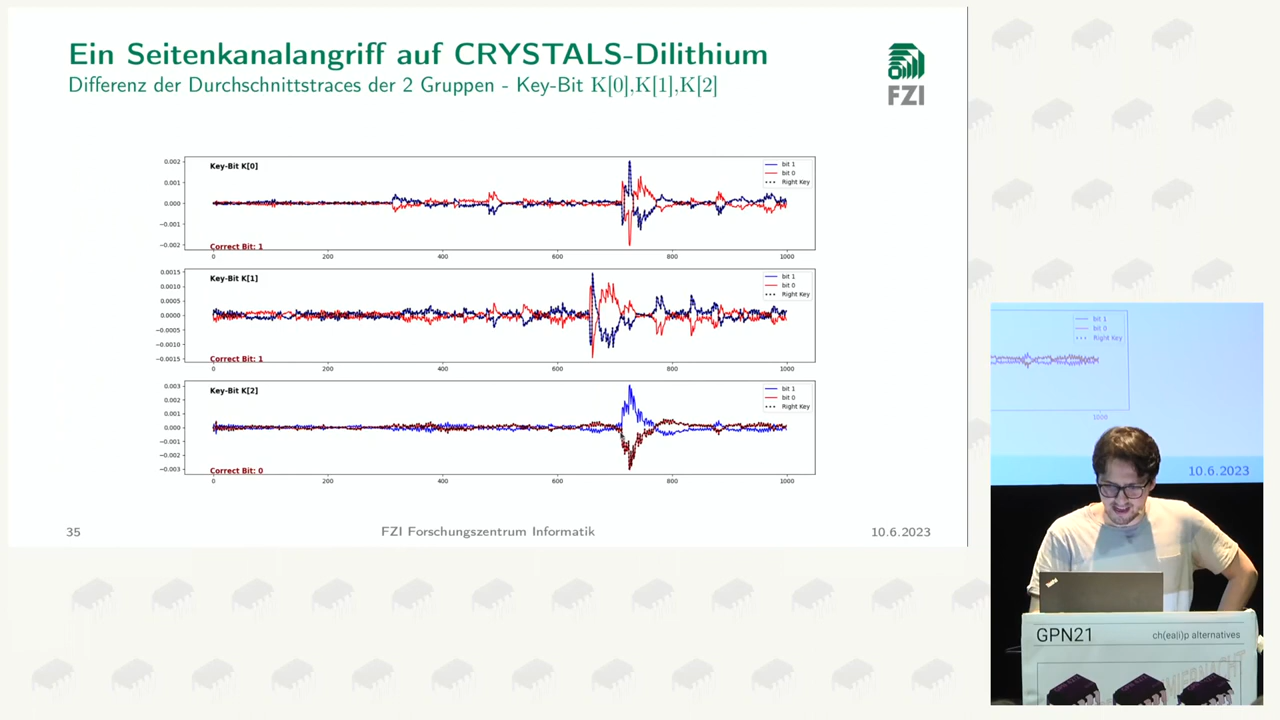 Ein Seitenkanalangriff auf CRYSTALS-Dilithium
Differenz der Durchschnittstraces der 2 Gruppen - Key-Bit K[0],K[1],K[2]
FZI
Key-Bit K[0]
bit 1
bit 0
Right Key
0.002
0.001
0.000
−0.001
−0.002
Correct Bit: 1
0 200 400 600 800 1000
Key-Bit K[1]
bit 1
bit 0
Right Key
0.0015
0.0010
0.0005
0.0000
−0.0005
−0.0010
−0.0015
Correct Bit: 1
0 200 400 600 800 1000
Key-Bit K[2]
bit 1
bit 0
Right Key
0.003
0.002
0.001
0.000
−0.001
−0.002
−0.003
Correct Bit: 0
0 200 400 600 800 1000
35 FZI Forschungszentrum Informatik 10.6.2023
bit 1
bit 0
Right Key
1000
10.6.2023
GPN21 ch(ea|i)p alternatives